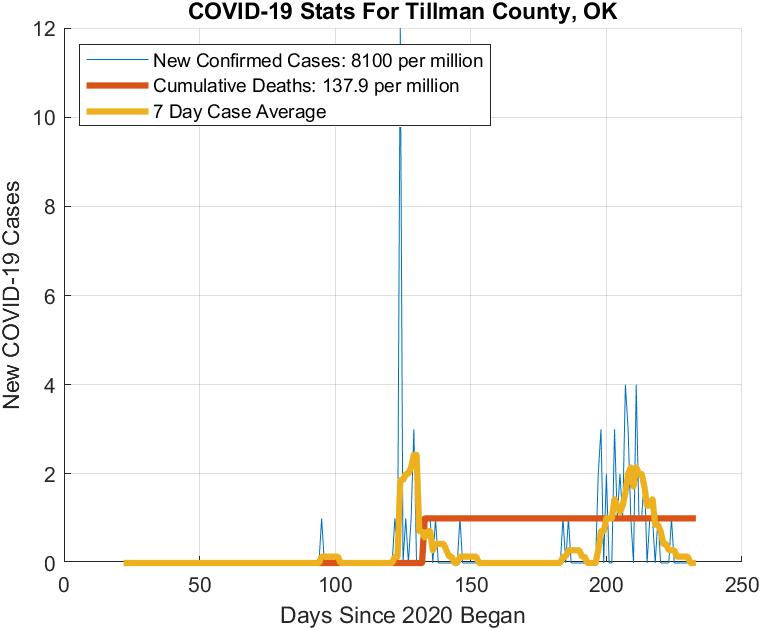 COVID-19 Stats For Tillman County, OK
12
10
8
6
4
2
0
New COVID-19 Cases
New Confirmed Cases: 8100 per million
Cumulative Deaths: 137.9 per million
7 Day Case Average
0 50 100 150 200 250
Days Since 2020 Began